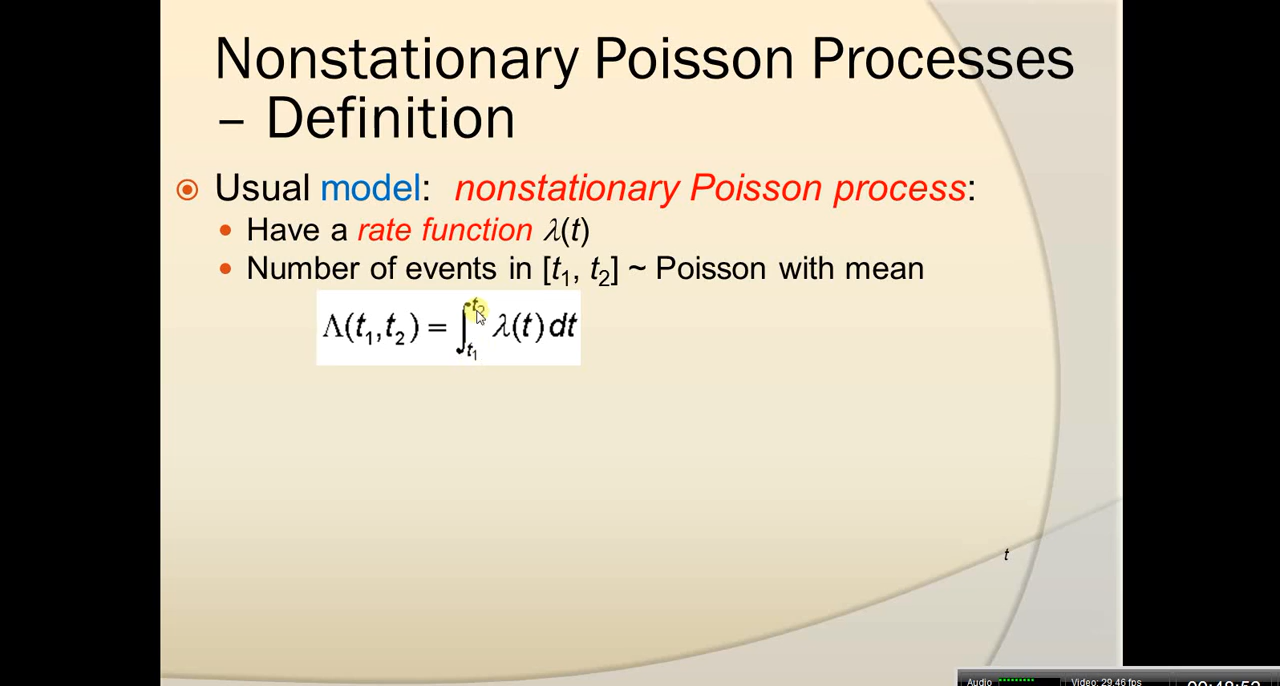 Nonstationary Poisson Processes
– Definition
Usual model: nonstationary Poisson process:
Have a rate function λ(t)
Number of events in [t₁, t₂] ~ Poisson with mean
Λ(t₁,t₂) = ∫ₜ₁ᵗ² λ(t) dt
t
Audio Video: 29.46 fps